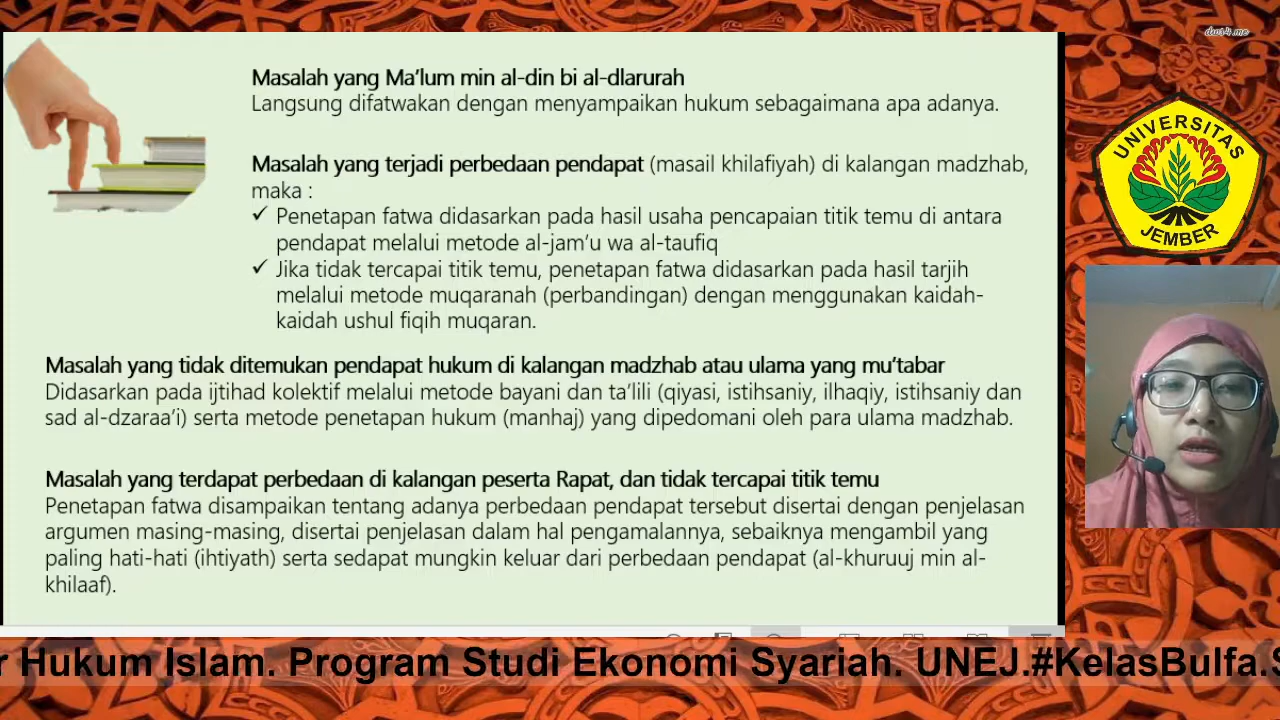 dws4.me
Masalah yang Ma’lum min al-din bi al-dlarurah
Langsung difatwakan dengan menyampaikan hukum sebagaimana apa adanya.
Masalah yang terjadi perbedaan pendapat (masail khilafiyah) di kalangan madzhab,
maka :
✓ Penetapan fatwa didasarkan pada hasil usaha pencapaian titik temu di antara
pendapat melalui metode al-jam’u wa al-taufiq
✓ Jika tidak tercapai titik temu, penetapan fatwa didasarkan pada hasil tarjih
melalui metode muqaranah (perbandingan) dengan menggunakan kaidah-
kaidah ushul fiqih muqaran.
Masalah yang tidak ditemukan pendapat hukum di kalangan madzhab atau ulama yang mu’tabar
Didasarkan pada ijtihad kolektif melalui metode bayani dan ta’lili (qiyasi, istihsaniy, ilhaqiy, istihsaniy dan
sad al-dzaraa’i) serta metode penetapan hukum (manhaj) yang dipedomani oleh para ulama madzhab.
Masalah yang terdapat perbedaan di kalangan peserta Rapat, dan tidak tercapai titik temu
Penetapan fatwa disampaikan tentang adanya perbedaan pendapat tersebut disertai dengan penjelasan
argumen masing-masing, disertai penjelasan dalam hal pengamalannya, sebaiknya mengambil yang
paling hati-hati (ihtiyath) serta sedapat mungkin keluar dari perbedaan pendapat (al-khuruuj min al-
khilaaf).
UNIVERSITAS
JEMBER
r Hukum Islam. Program Studi Ekonomi Syariah. UNEJ.#KelasBulfa.S